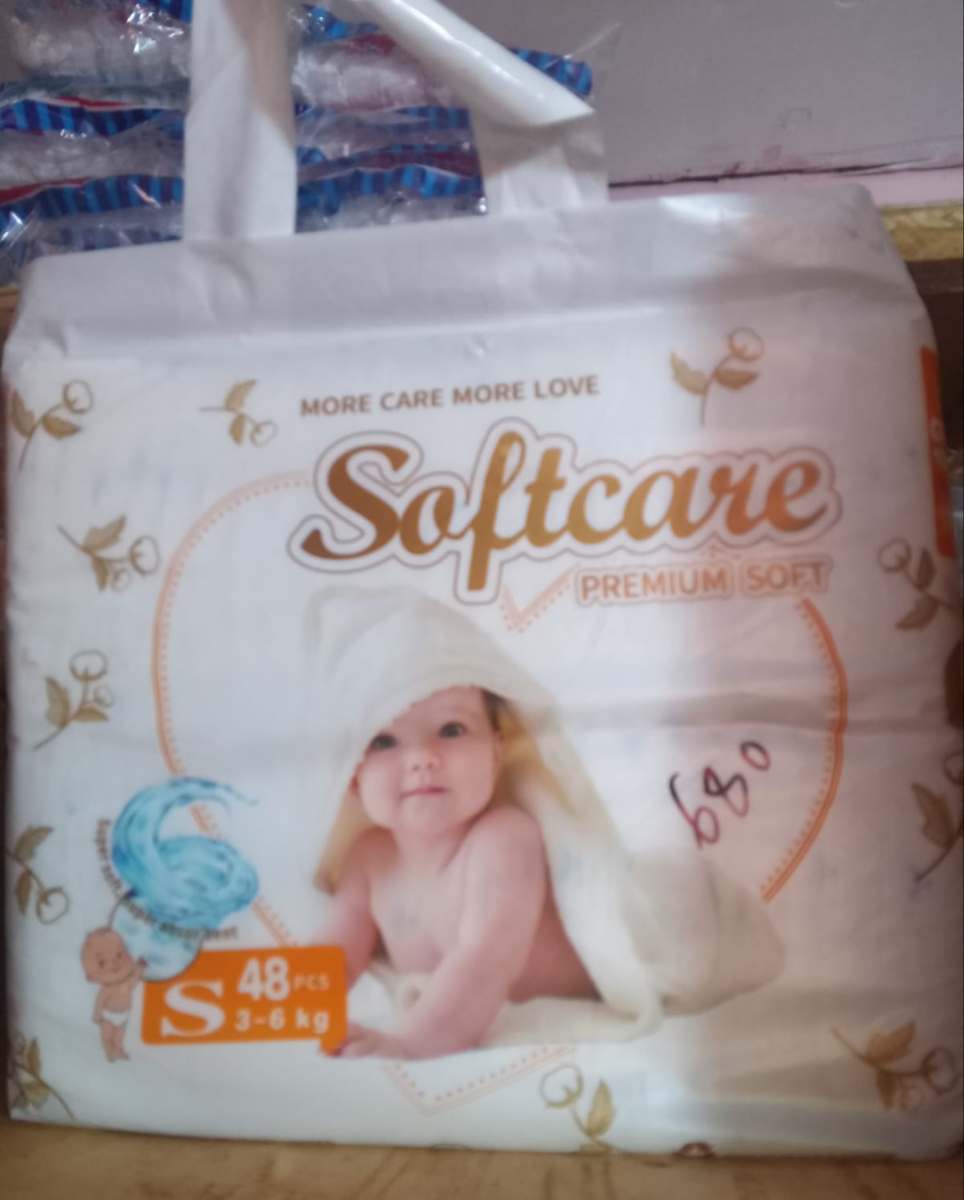 MORE CARE MORE LOVE
Softcare
PREMIUM SOFT
680
S
48 PCS
3-6 kg